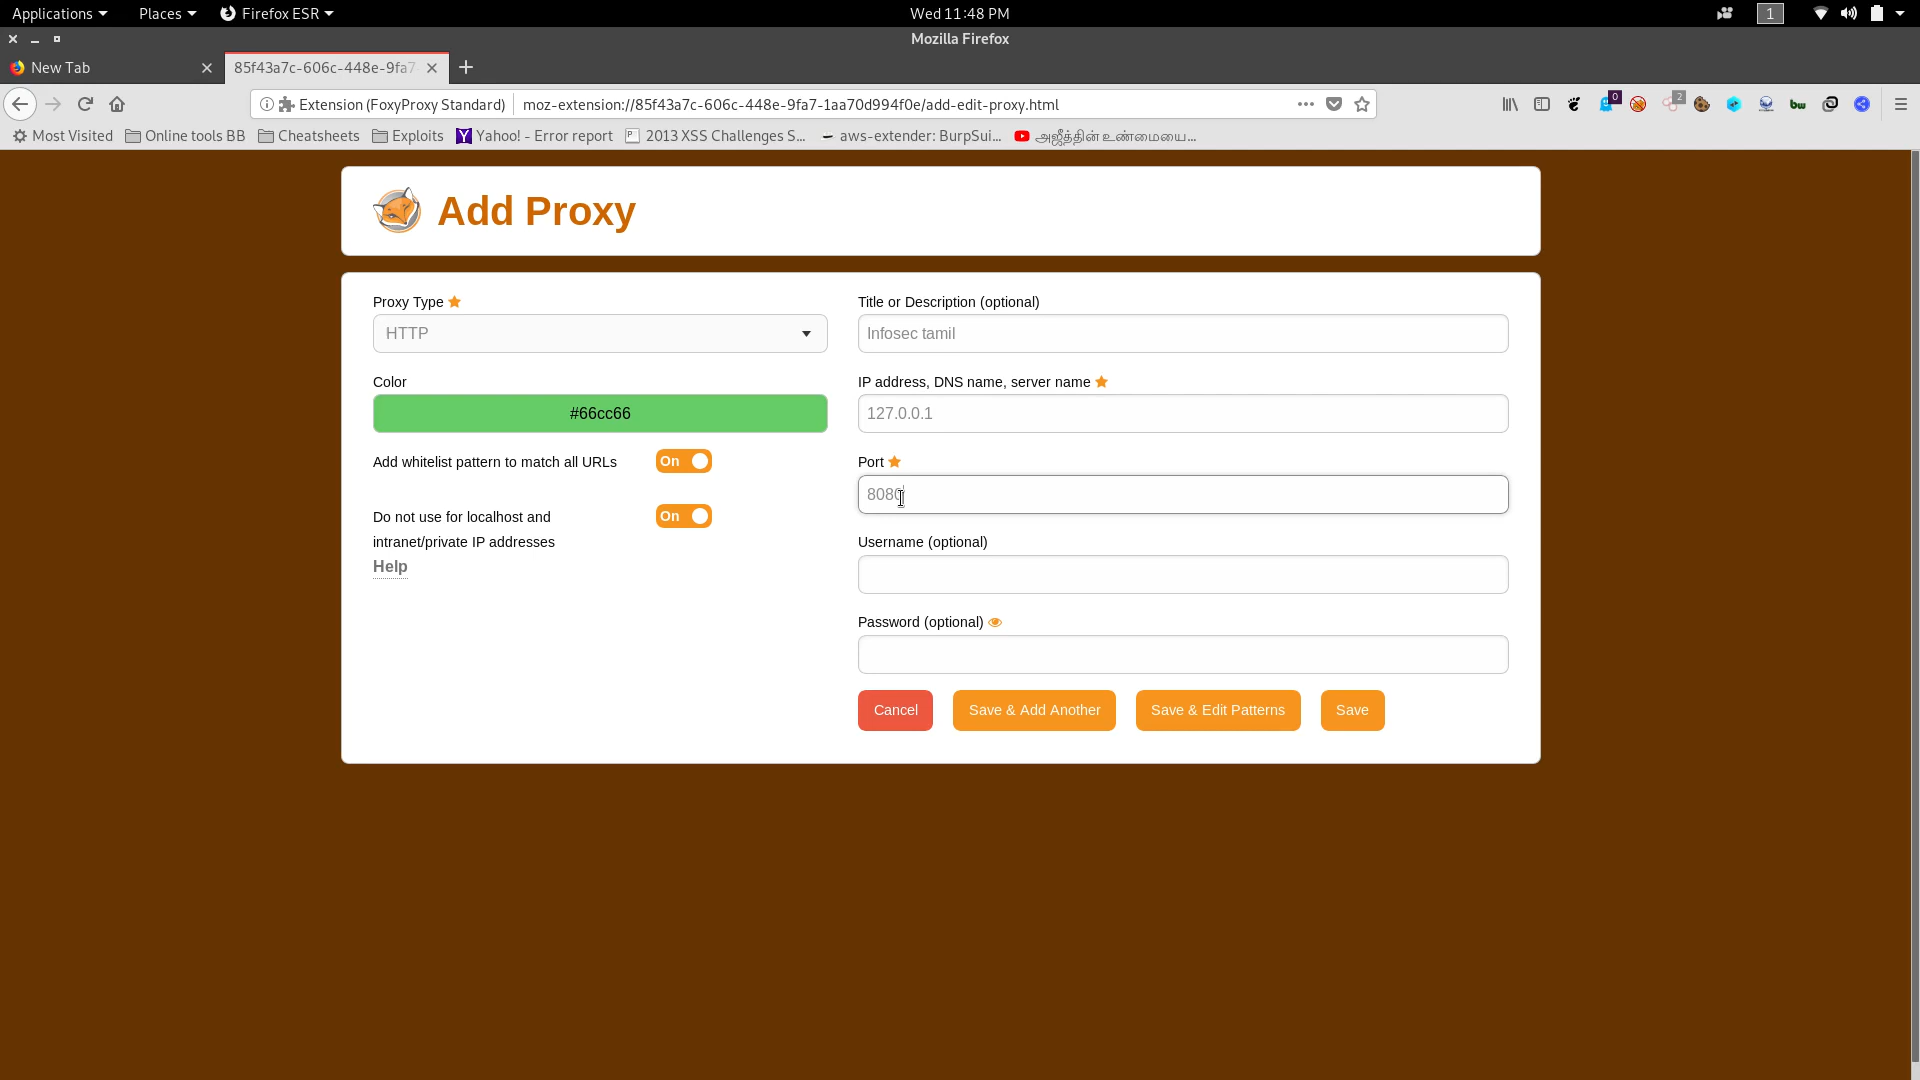 Applications Places Firefox ESR Wed 11:48 PM 1
Mozilla Firefox
New Tab 85f43a7c-606c-448e-9fa7-
Extension (FoxyProxy Standard) moz-extension://85f43a7c-606c-448e-9fa7-1aa70d994f0e/add-edit-proxy.html 0 2 bw
Most Visited Online tools BB Cheatsheets Exploits Yahoo! - Error report 2013 XSS Challenges S... aws-extender: BurpSui... அஜீத்தின் உண்மையை...
Add Proxy
Proxy Type
HTTP
Color
#66cc66
Add whitelist pattern to match all URLs On
Do not use for localhost and On
intranet/private IP addresses
Help
Title or Description (optional)
Infosec tamil
IP address, DNS name, server name
127.0.0.1
Port
8080
Username (optional)
Password (optional)
Cancel Save & Add Another Save & Edit Patterns Save